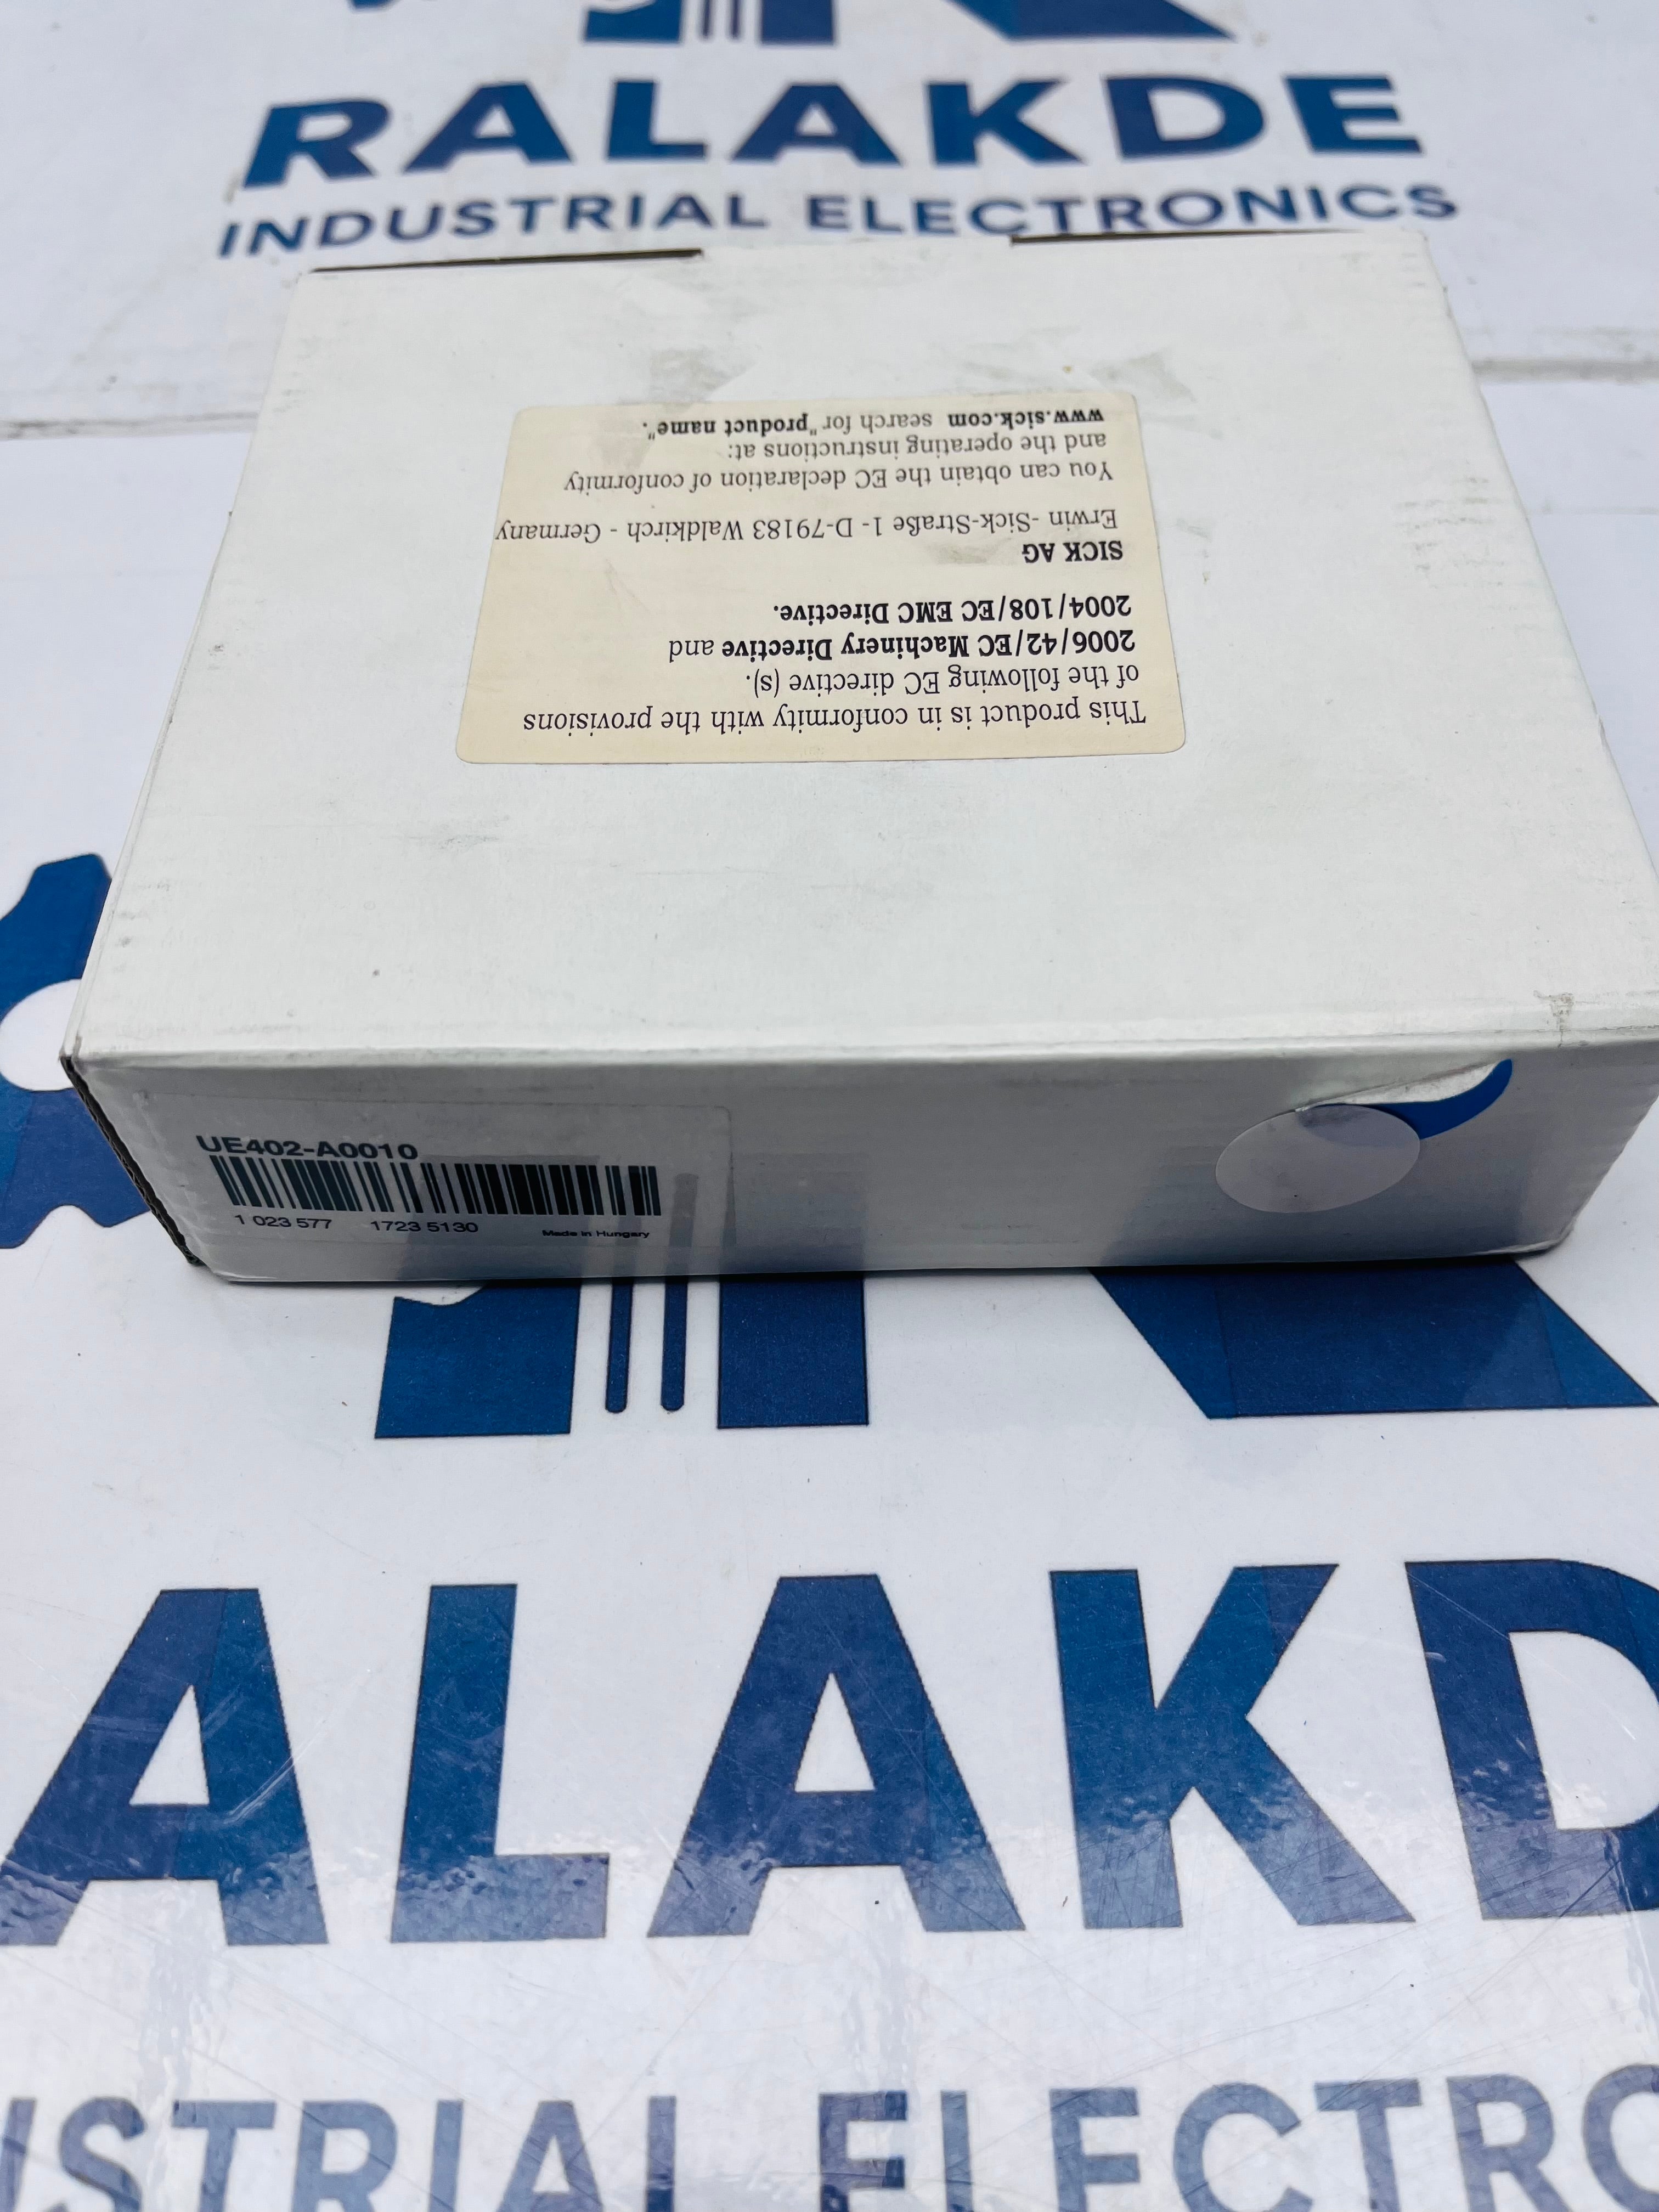 RALAKDE
INDUSTRIAL ELECTRONICS
This product is in conformity with the provisions
of the following EC directive (s).
2006/42/EC Machinery Directive and
2004/108/EC EMC Directive.
SICK AG
Erwin -Sick-Straße 1- D-79183 Waldkirch - Germany
You can obtain the EC declaration of conformity
and the operating instructions at:
www.sick.com search for "product name".
UE402-A0010
1 023 577 1723 5130 Made in Hungary
ALAKD
USTRIAL ELECTRO